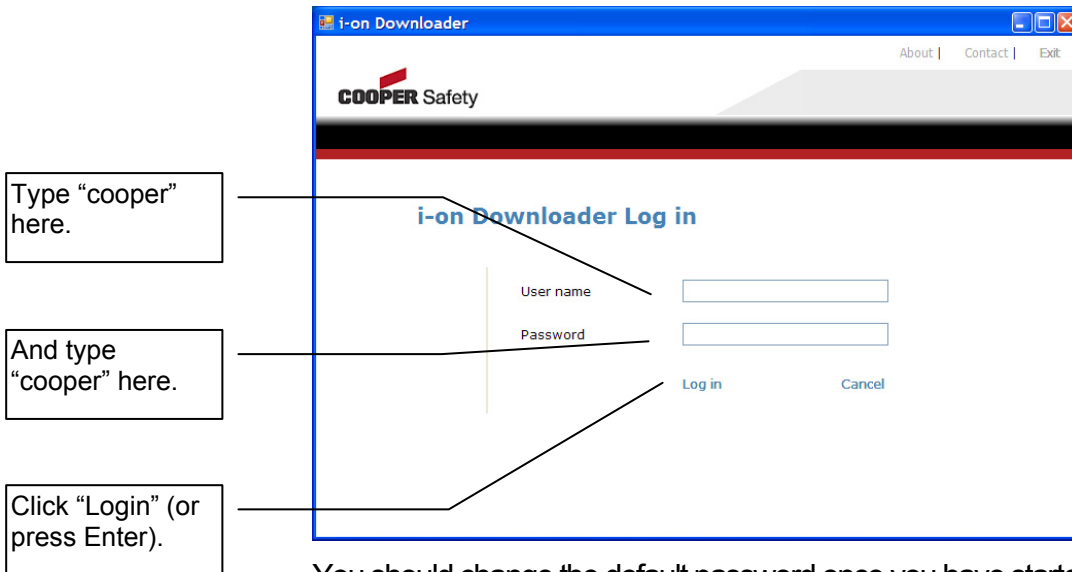 i-on Downloader
About | Contact | Exit
COOPER Safety
Type “cooper”
here.
i-on Downloader Log in
User name
And type
“cooper” here.
Password
Log in Cancel
Click “Login” (or
press Enter).
You should change the default password once you have starte